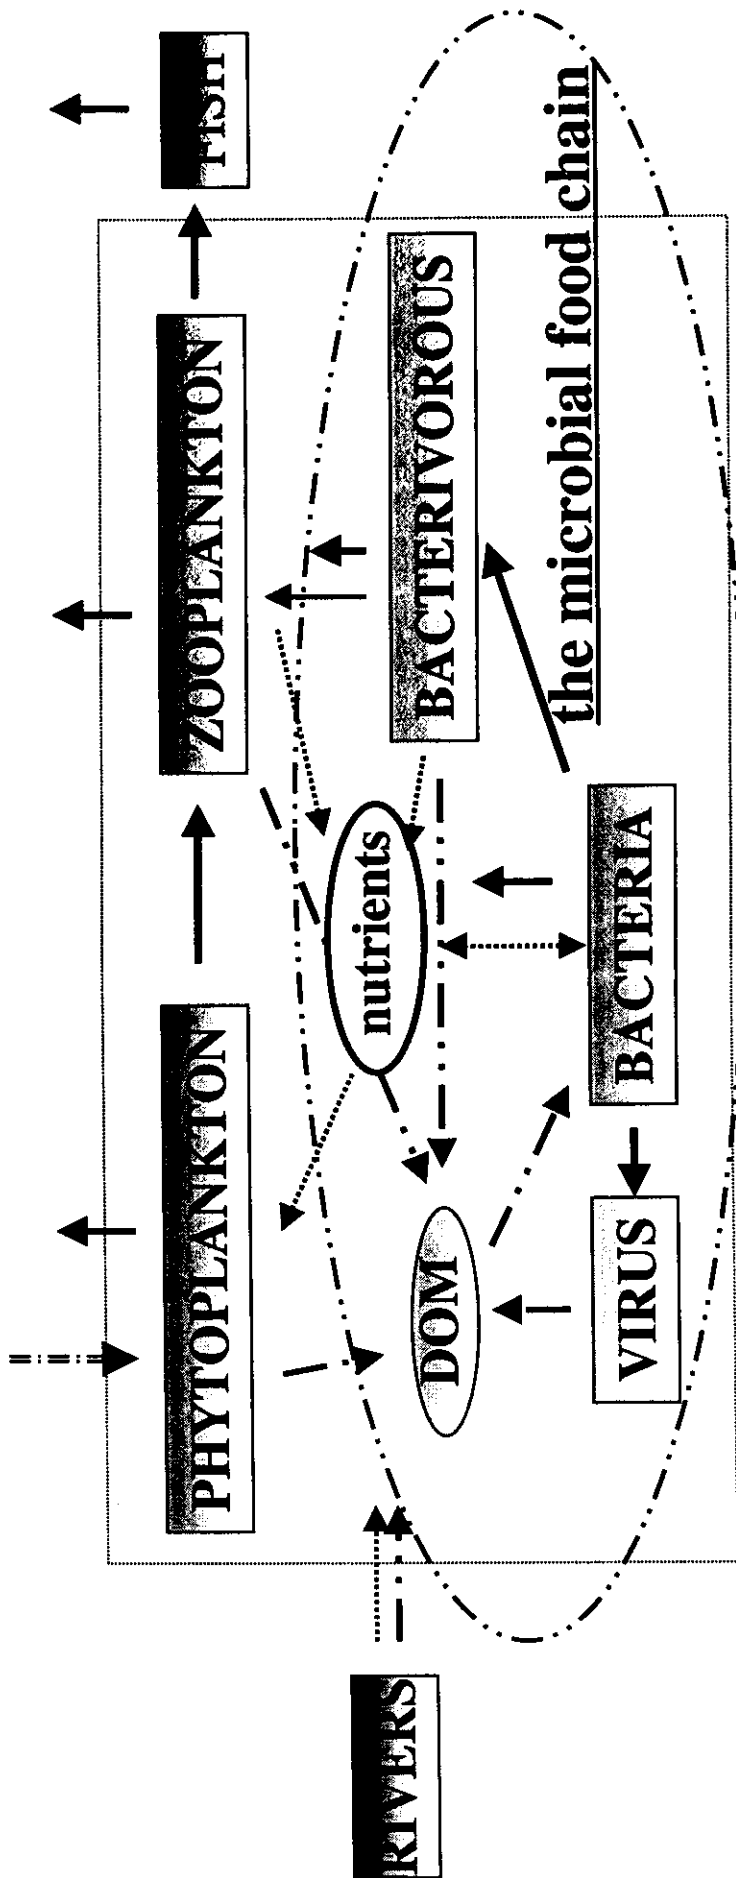 PHYTOPLANKTON
ZOOPLANKTON
FISH
RIVERS
nutrients
DOM
BACTERIVOROUS
VIRUS
BACTERIA
the microbial food chain